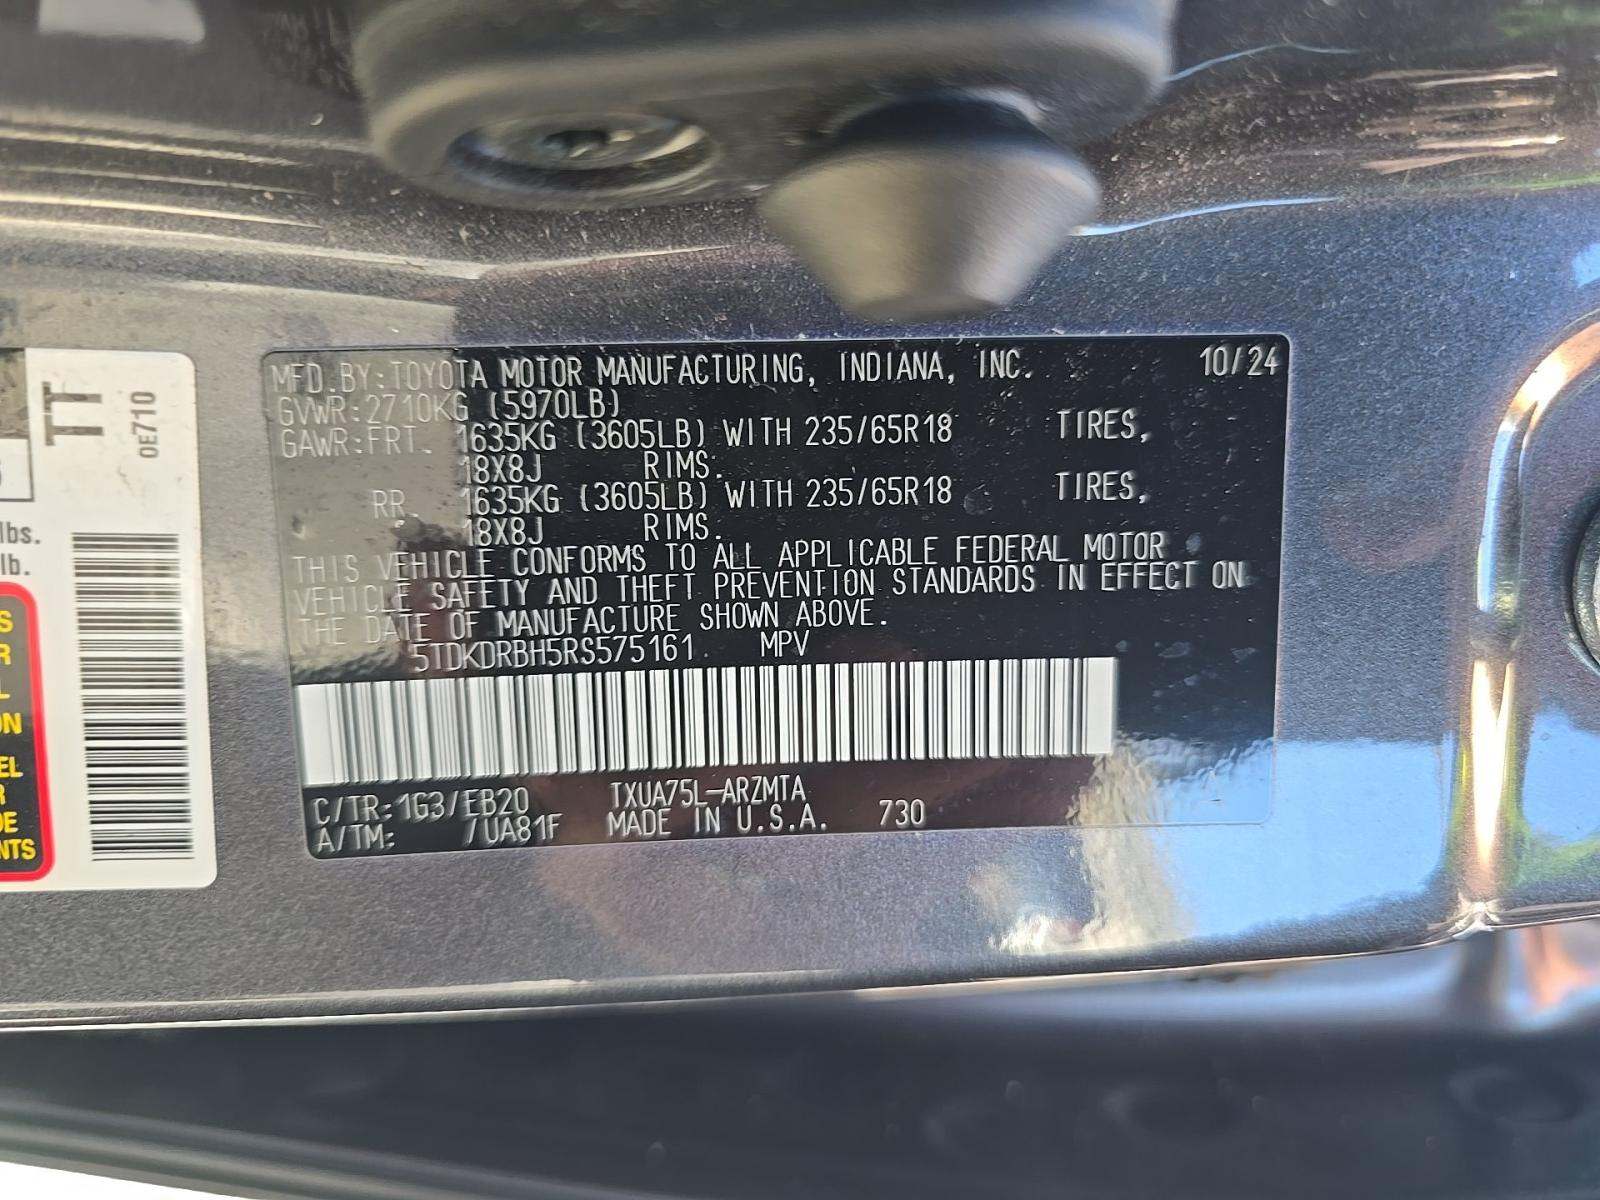 MFD.BY:TOYOTA MOTOR MANUFACTURING, INDIANA, INC. 10/24
GVWR:2710KG (5970LB)
GAWR:FRT. 1635KG (3605LB) WITH 235/65R18 TIRES,
18X8J RIMS.
RR. 1635KG (3605LB) WITH 235/65R18 TIRES,
18X8J RIMS.
THIS VEHICLE CONFORMS TO ALL APPLICABLE FEDERAL MOTOR
VEHICLE SAFETY AND THEFT PREVENTION STANDARDS IN EFFECT ON
THE DATE OF MANUFACTURE SHOWN ABOVE.
5TDKDRBH5RS575161 MPV
C/TR:1G3/EB20 TXUA75L-ARZMTA
A/TM: /UA81F MADE IN U.S.A. 730
TT
0E710
lbs.
lb.